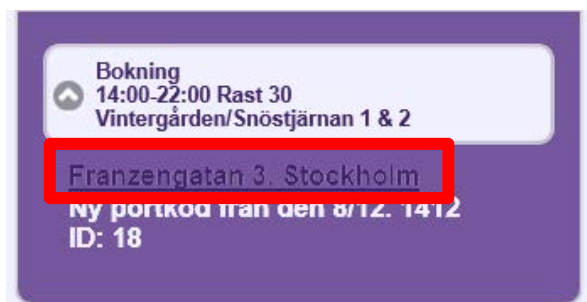 Bokning
14:00-22:00 Rast 30
Vintergården/Snöstjärnan 1 & 2
Franzengatan 3. Stockholm
Ny portkod från den 8/12. 1412
ID: 18